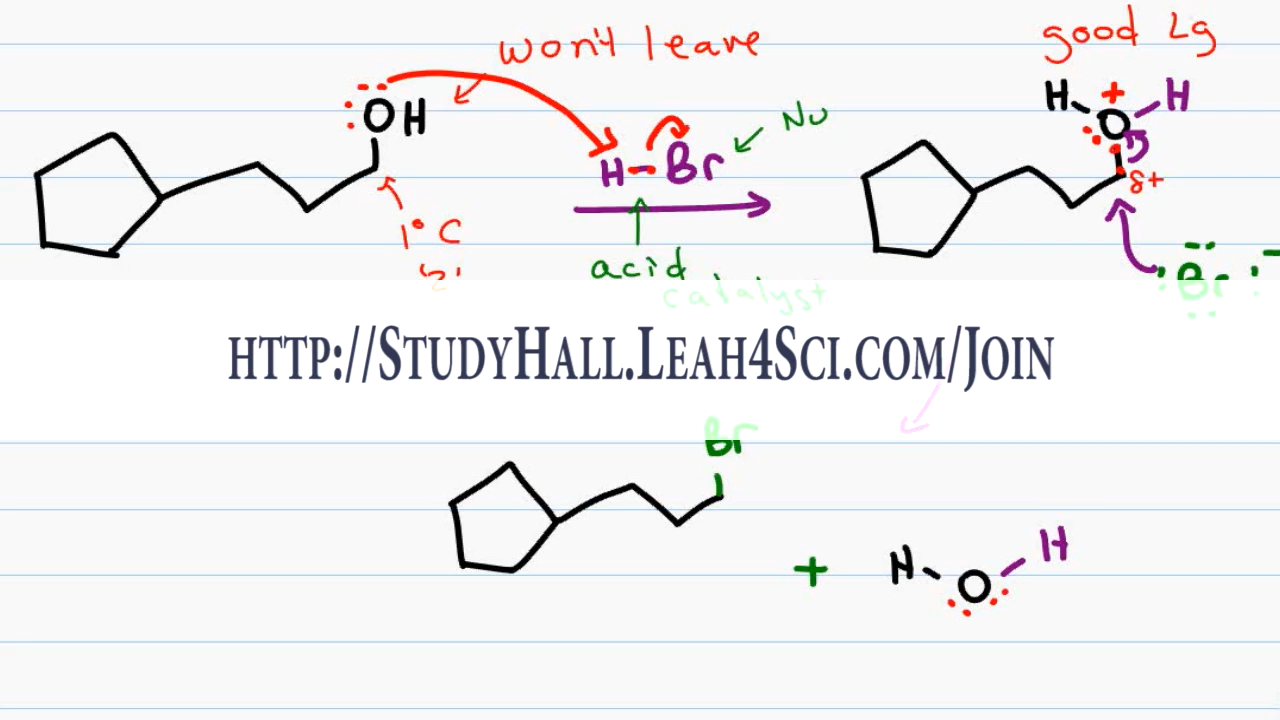 won't leave
good Lg
OH
H-Br
Nu
H O + H
δ+
1° C
acid
catalyst
:Br: -
HTTP://STUDYHALL.LEAH4SCI.COM/JOIN
Br
+ H-O-H